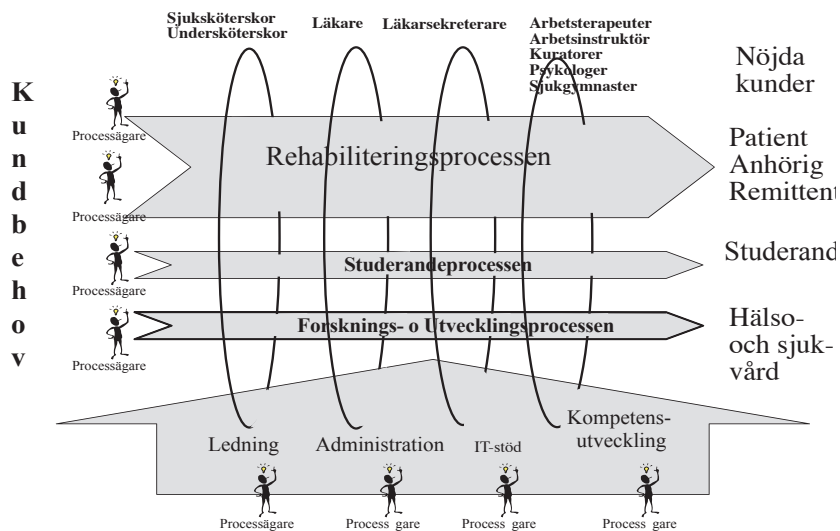 Sjuksköterskor
Undersköterskor
Läkare
Läkarsekreterare
Arbetsterapeuter
Arbetsinstruktör
Kuratorer
Psykologer
Sjukgymnaster
Nöjda
kunder
K
u
n
d
b
e
h
o
v
Processägare
Processägare
Rehabiliteringsprocessen
Patient
Anhörig
Remittent
Processägare
Studerandeprocessen
Studerand
Processägare
Forsknings- o Utvecklingsprocessen
Hälso-
och sjuk-
vård
Ledning
Administration
IT-stöd
Kompetens-
utveckling
Processägare
Process gare
Process gare
Process gare